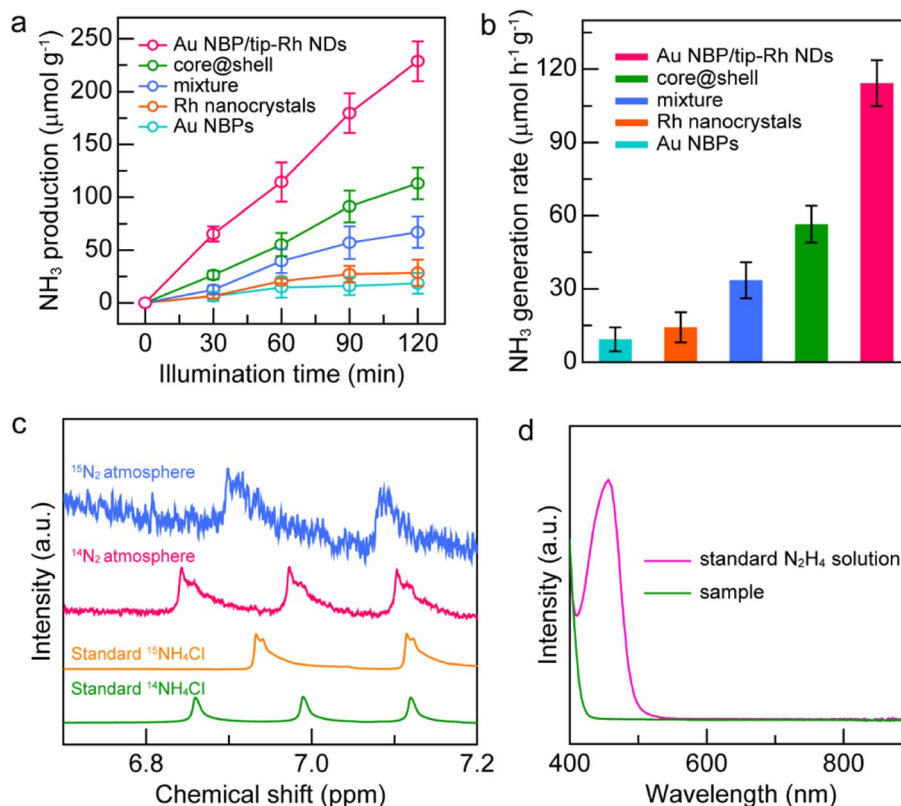 a
NH₃ production (μmol g⁻¹)
250
200
150
100
50
0
Au NBP/tip-Rh NDs
core@shell
mixture
Rh nanocrystals
Au NBPs
0 30 60 90 120
Illumination time (min)
b
NH₃ generation rate (μmol h⁻¹ g⁻¹)
120
90
60
30
0
Au NBP/tip-Rh NDs
core@shell
mixture
Rh nanocrystals
Au NBPs
c
Intensity (a.u.)
¹⁵N₂ atmosphere
¹⁴N₂ atmosphere
Standard ¹⁵NH₄Cl
Standard ¹⁴NH₄Cl
6.8 7.0 7.2
Chemical shift (ppm)
d
Intensity (a.u.)
standard N₂H₄ solution
sample
400 600 800
Wavelength (nm)